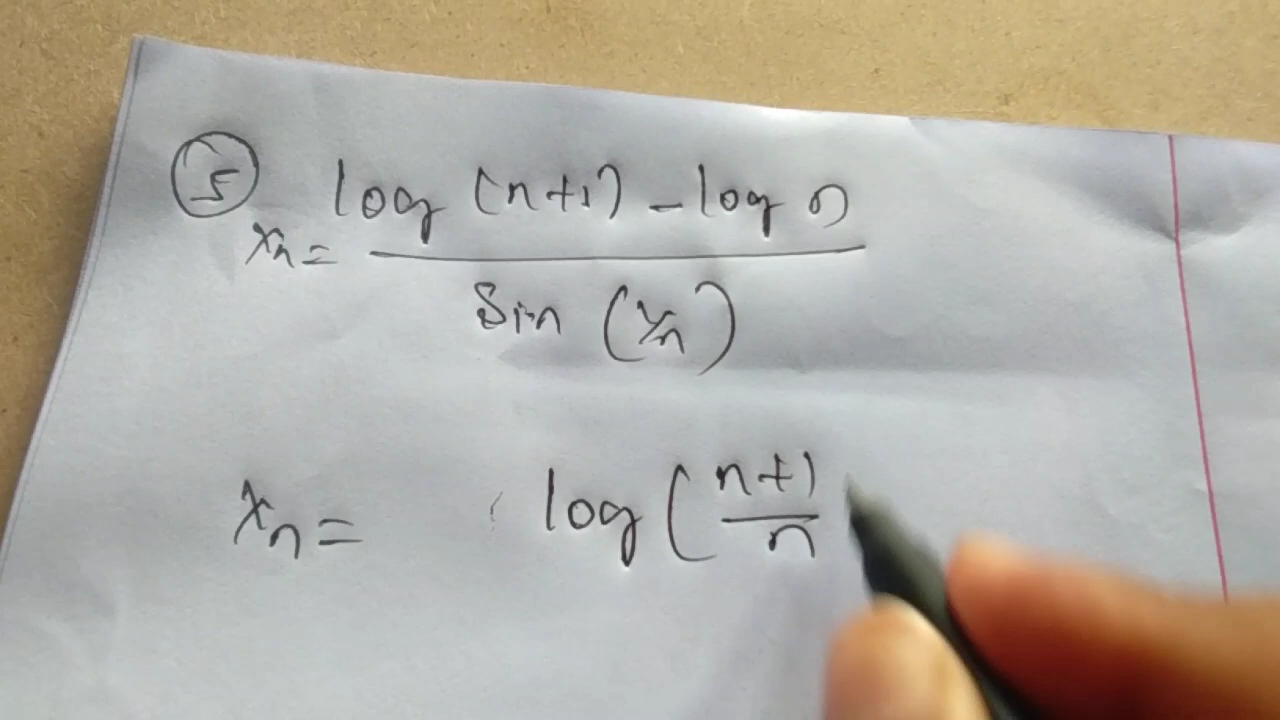 ⑤ log (n+1) - log n
xₙ =
Sin (1/n)
xₙ = log (n+1
n